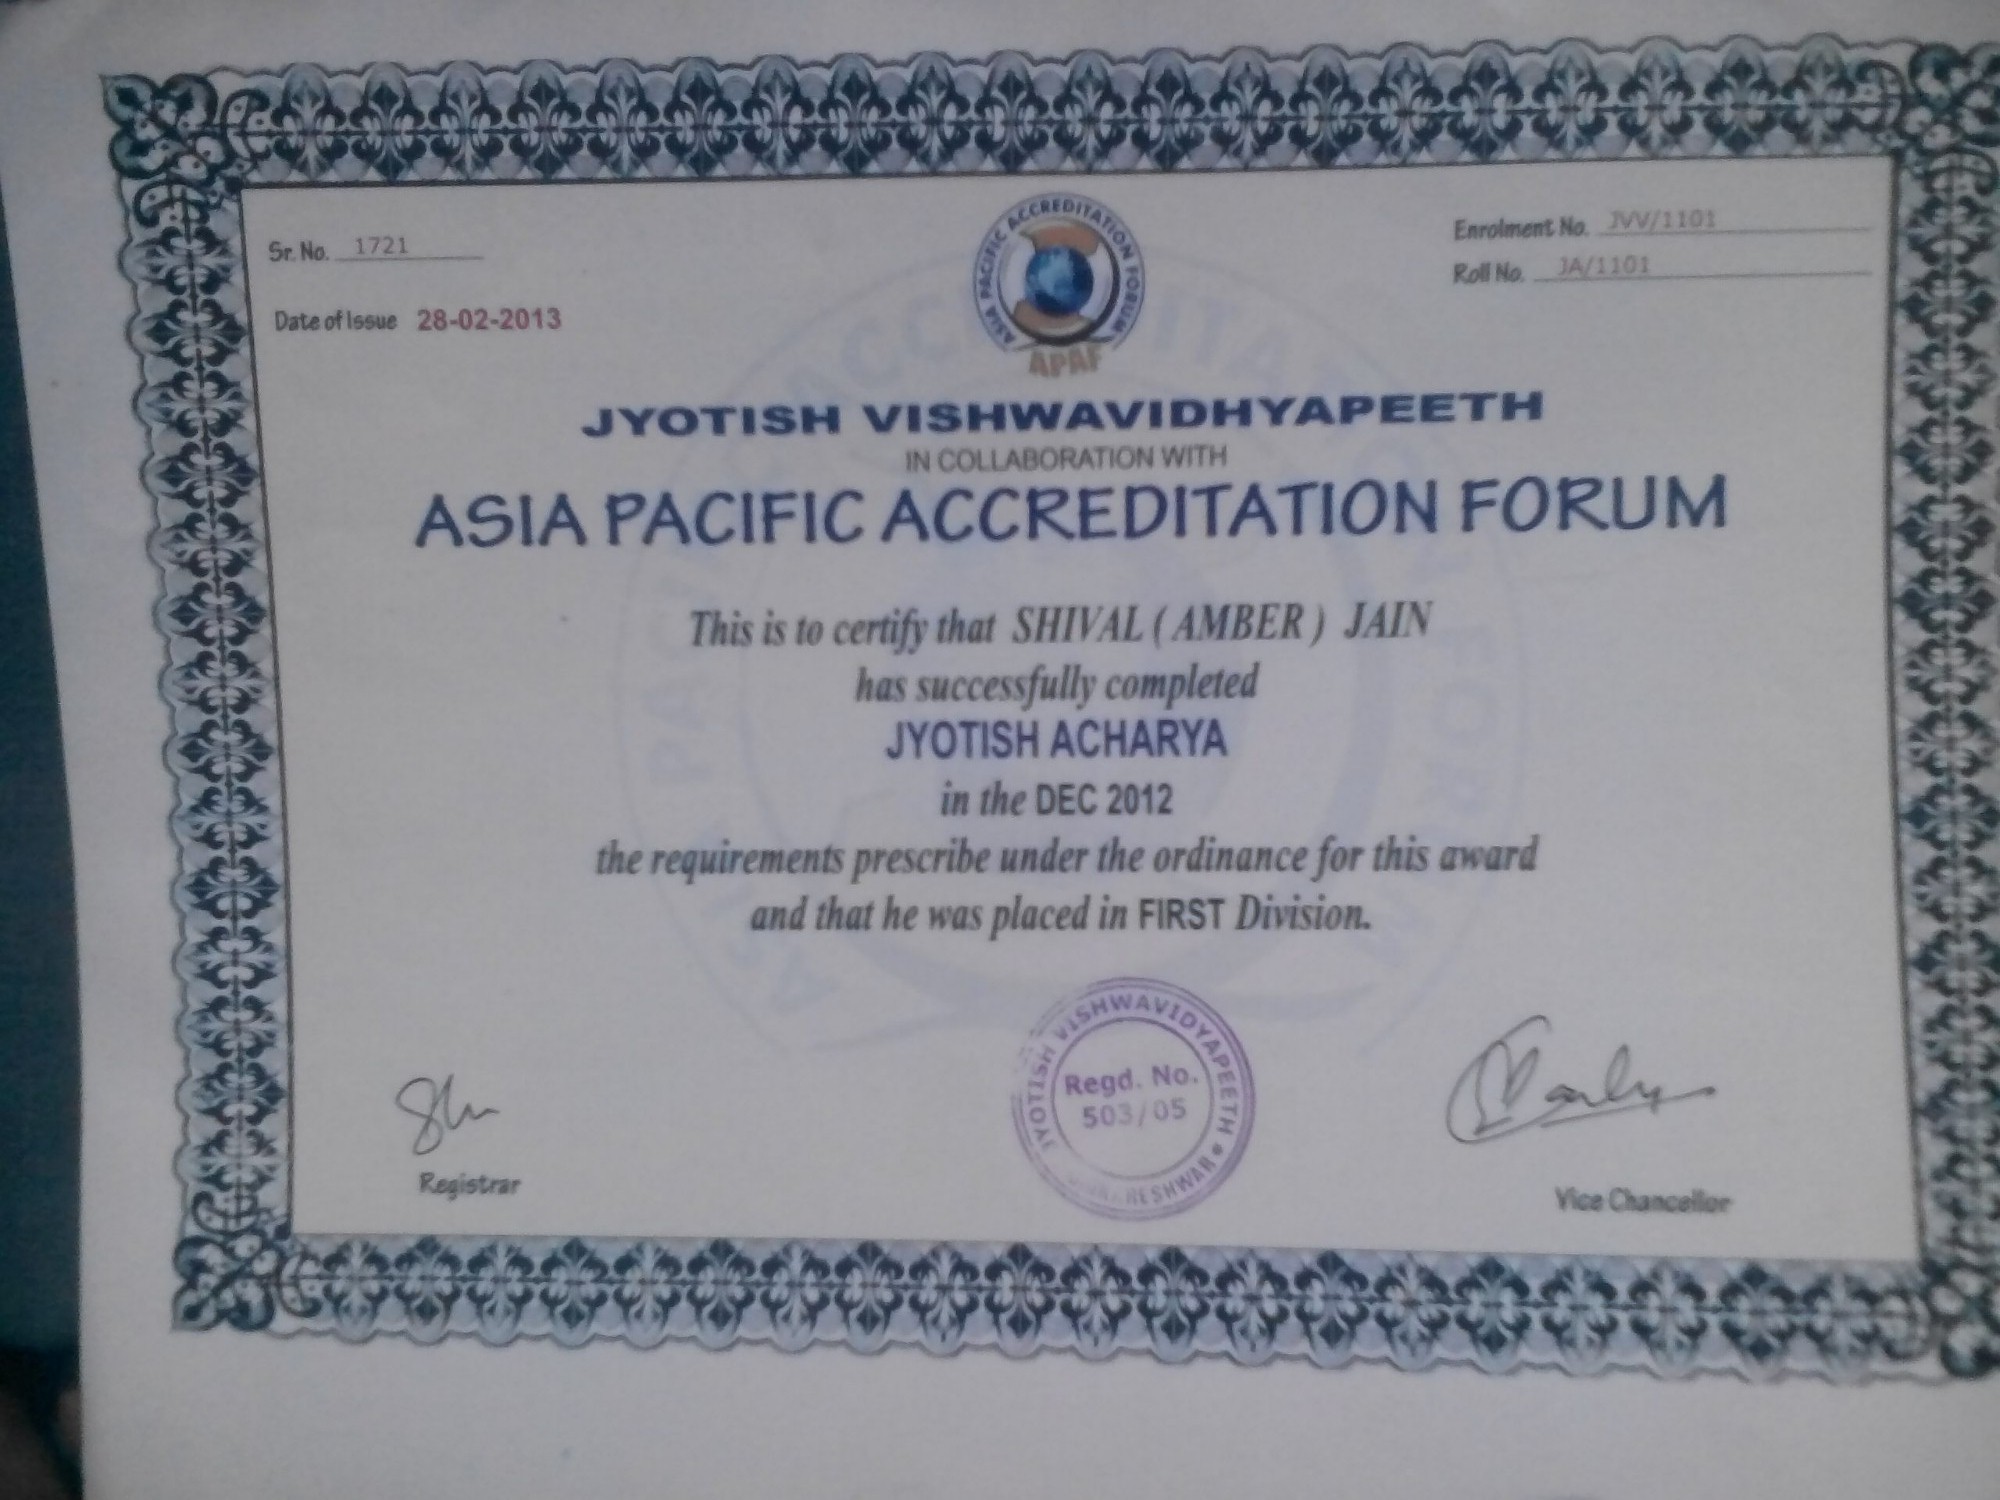 Sr. No. 1721
Date of Issue 28-02-2013
ASIA PACIFIC ACCREDITATION FORUM
APAF
Enrolment No. JVV/1101
Roll No. JA/1101
JYOTISH VISHWAVIDHYAPEETH
IN COLLABORATION WITH
ASIA PACIFIC ACCREDITATION FORUM
This is to certify that SHIVAL ( AMBER ) JAIN
has successfully completed
JYOTISH ACHARYA
in the DEC 2012
the requirements prescribe under the ordinance for this award
and that he was placed in FIRST Division.
JYOTISH VISHWAVIDYAPEETH
Regd. No.
503/05
Registrar
Vice Chancellor